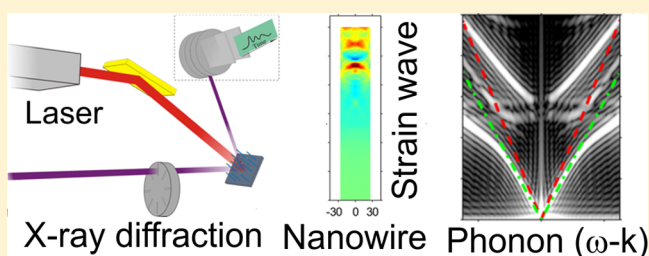 Time
Laser
X-ray diffraction
-30 0 30
Nanowire
Strain wave
Phonon (ω-k)